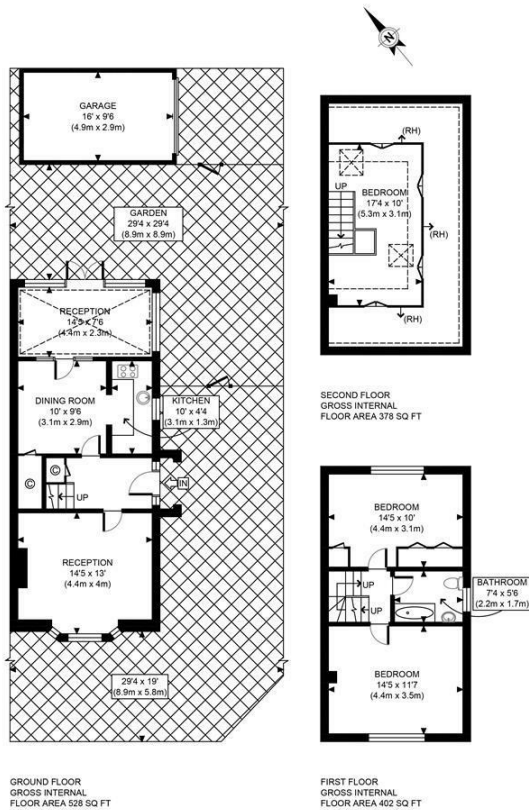 N
GARAGE
16' x 9'6
(4.9m x 2.9m)
GARDEN
29'4 x 29'4
(8.9m x 8.9m)
RECEPTION
14'5 x 7'6
(4.4m x 2.3m)
DINING ROOM
10' x 9'6
(3.1m x 2.9m)
KITCHEN
10' x 4'4
(3.1m x 1.3m)
C
C
UP
IN
RECEPTION
14'5 x 13'
(4.4m x 4m)
29'4 x 19'
(8.9m x 5.8m)
GROUND FLOOR
GROSS INTERNAL
FLOOR AREA 528 SQ FT
(RH)
UP
BEDROOM
17'4 x 10'
(5.3m x 3.1m)
(RH)
(RH)
SECOND FLOOR
GROSS INTERNAL
FLOOR AREA 378 SQ FT
BEDROOM
14'5 x 10'
(4.4m x 3.1m)
UP
UP
BATHROOM
7'4 x 5'6
(2.2m x 1.7m)
BEDROOM
14'5 x 11'7
(4.4m x 3.5m)
FIRST FLOOR
GROSS INTERNAL
FLOOR AREA 402 SQ FT